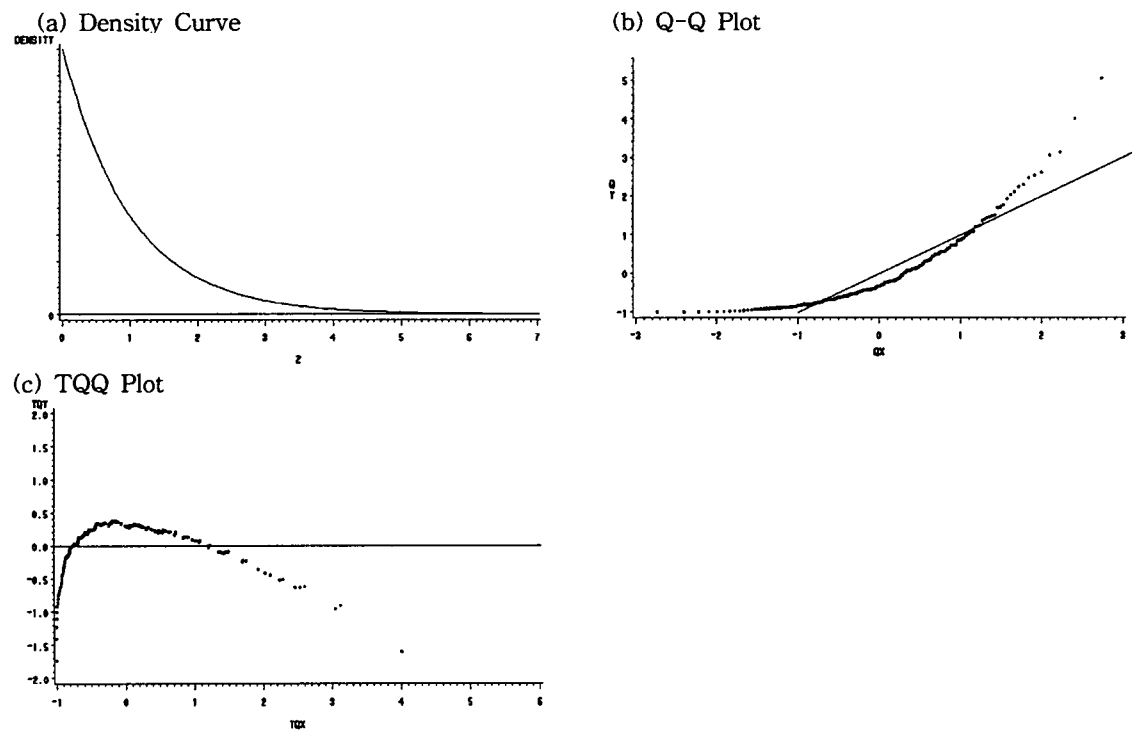 (a) Density Curve
DENSITY
0
0 1 2 3 4 5 6 7
Z
(b) Q-Q Plot
5
4
3
2
1
0
-1
Q
T
-3 -2 -1 0 1 2 3
QX
(c) TQQ Plot
TQT
2.0
1.5
1.0
0.5
0.0
-0.5
-1.0
-1.5
-2.0
-1 0 1 2 3 4 5 6
TQX